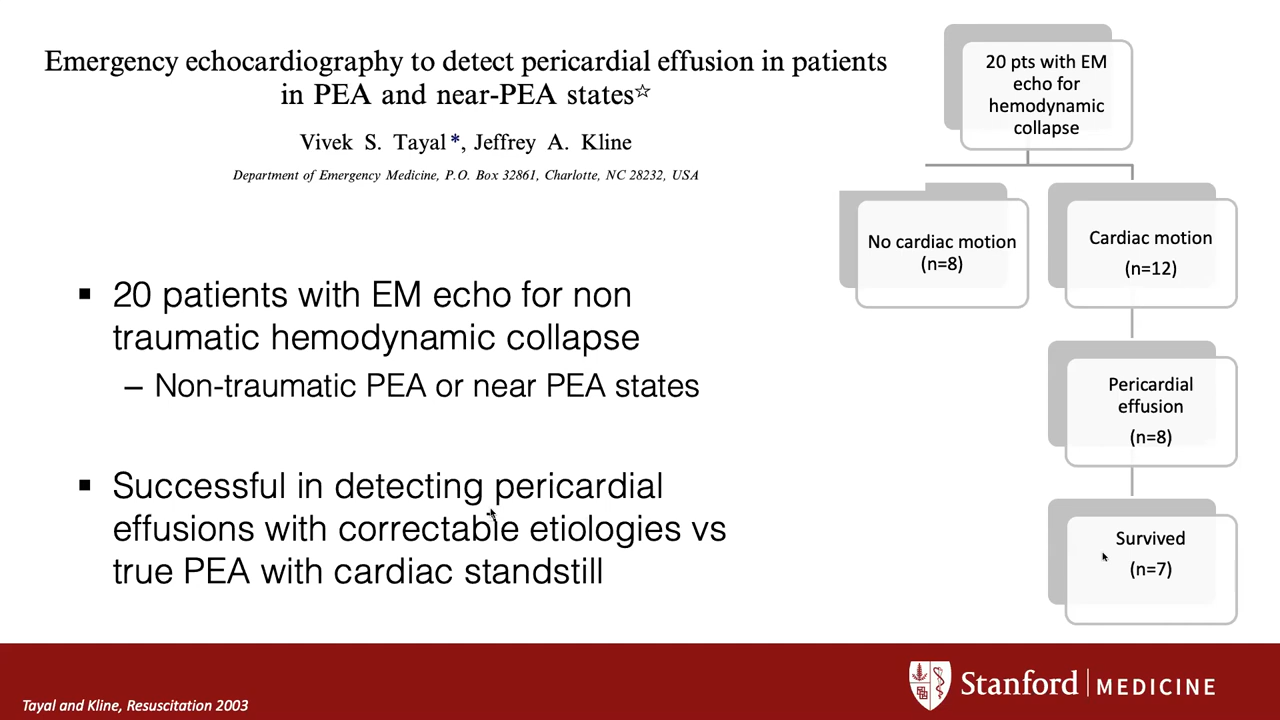 Emergency echocardiography to detect pericardial effusion in patients
in PEA and near-PEA states☆
Vivek S. Tayal*, Jeffrey A. Kline
Department of Emergency Medicine, P.O. Box 32861, Charlotte, NC 28232, USA
▪ 20 patients with EM echo for non
traumatic hemodynamic collapse
– Non-traumatic PEA or near PEA states
▪ Successful in detecting pericardial
effusions with correctable etiologies vs
true PEA with cardiac standstill
20 pts with EM
echo for
hemodynamic
collapse
No cardiac motion
(n=8)
Cardiac motion
(n=12)
Pericardial
effusion
(n=8)
Survived
(n=7)
Tayal and Kline, Resuscitation 2003
Stanford | MEDICINE